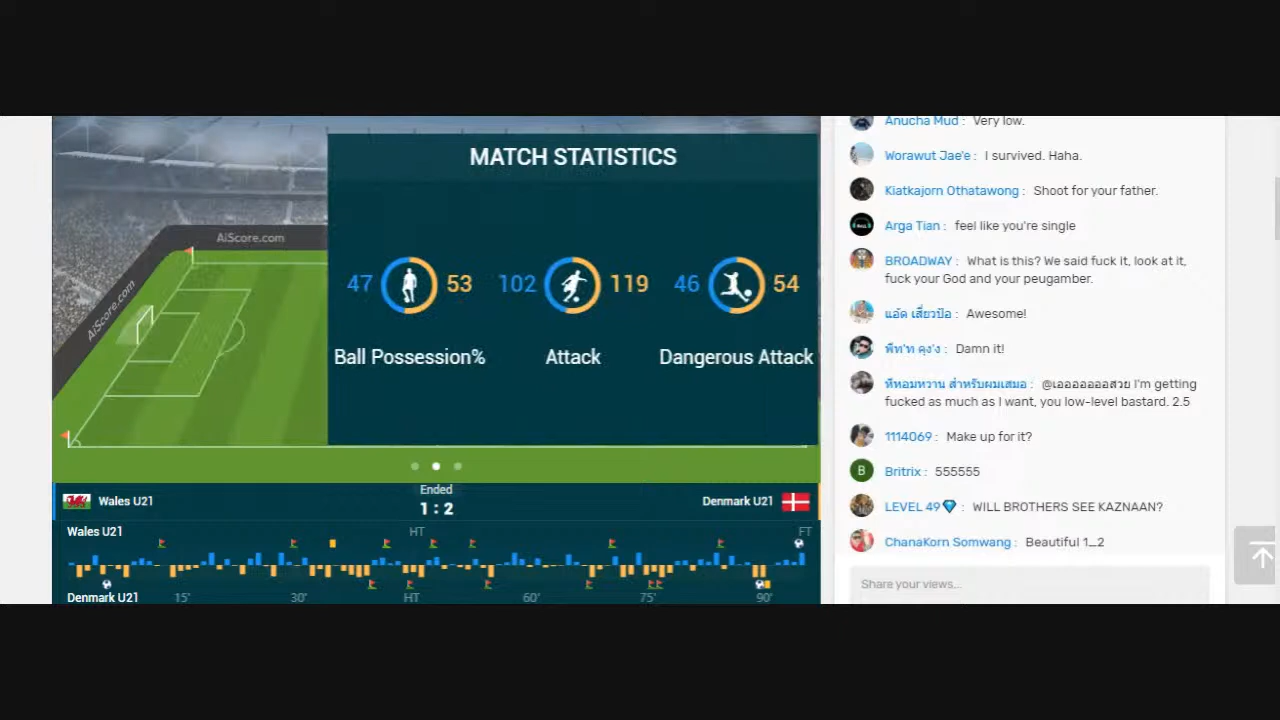 MATCH STATISTICS
AiScore.com
AiScore.com
47 53 102 119 46 54
Ball Possession% Attack Dangerous Attack
Wales U21 Ended Denmark U21
1 : 2
Wales U21 HT FT
Denmark U21 15' 30' HT 60' 75' 90'
Anucha Mud : Very low.
Worawut Jae'e : I survived. Haha.
Kiatkajorn Othatawong : Shoot for your father.
Arga Tian : feel like you're single
BROADWAY : What is this? We said fuck it, look at it,
fuck your God and your peugamber.
แอ๊ด เสี่ยวป๋อ : Awesome!
พีท'ท คุง'ง : Damn it!
หีหอมหวาน สำหรับผมเสมอ : @เออออออออสวย I'm getting
fucked as much as I want, you low-level bastard. 2.5
1114069 : Make up for it?
B Britrix : 555555
LEVEL 49💎 : WILL BROTHERS SEE KAZNAAN?
ChanaKorn Somwang : Beautiful 1_2
Share your views...